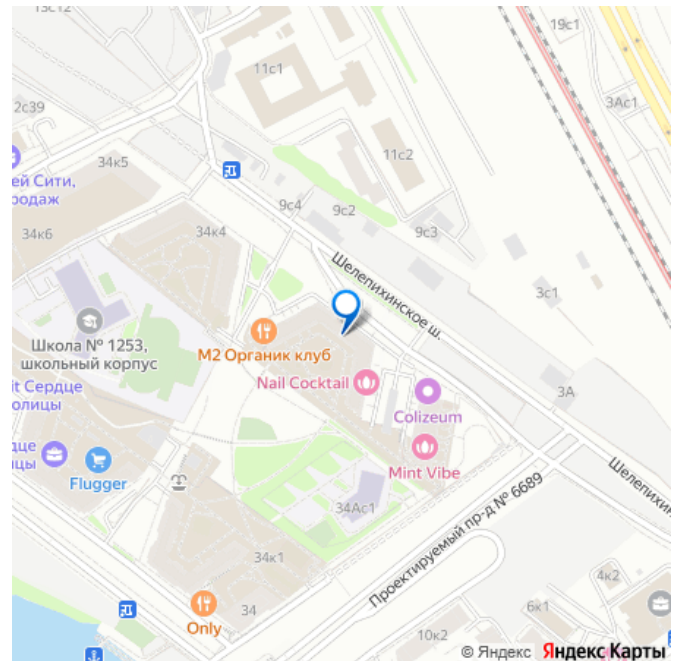 13с12
19с1
11с1
3Ас1
2с39
11с2
34к5
ей Сити,
родаж
9с4
9с2
34к4
9с3
34к6
Шелепихинское ш.
3с1
Школа № 1253,
школьный корпус
М2 Органик клуб
Nail Cocktail
it Сердце
олицы
3А
Colizeum
дце
ицы
Flugger
Mint Vibe
Шелепихин
34Ас1
Проектируемый пр-д № 6689
34к1
4к2
34
6к1
Only
10к2
© Яндекс Яндекс Карты